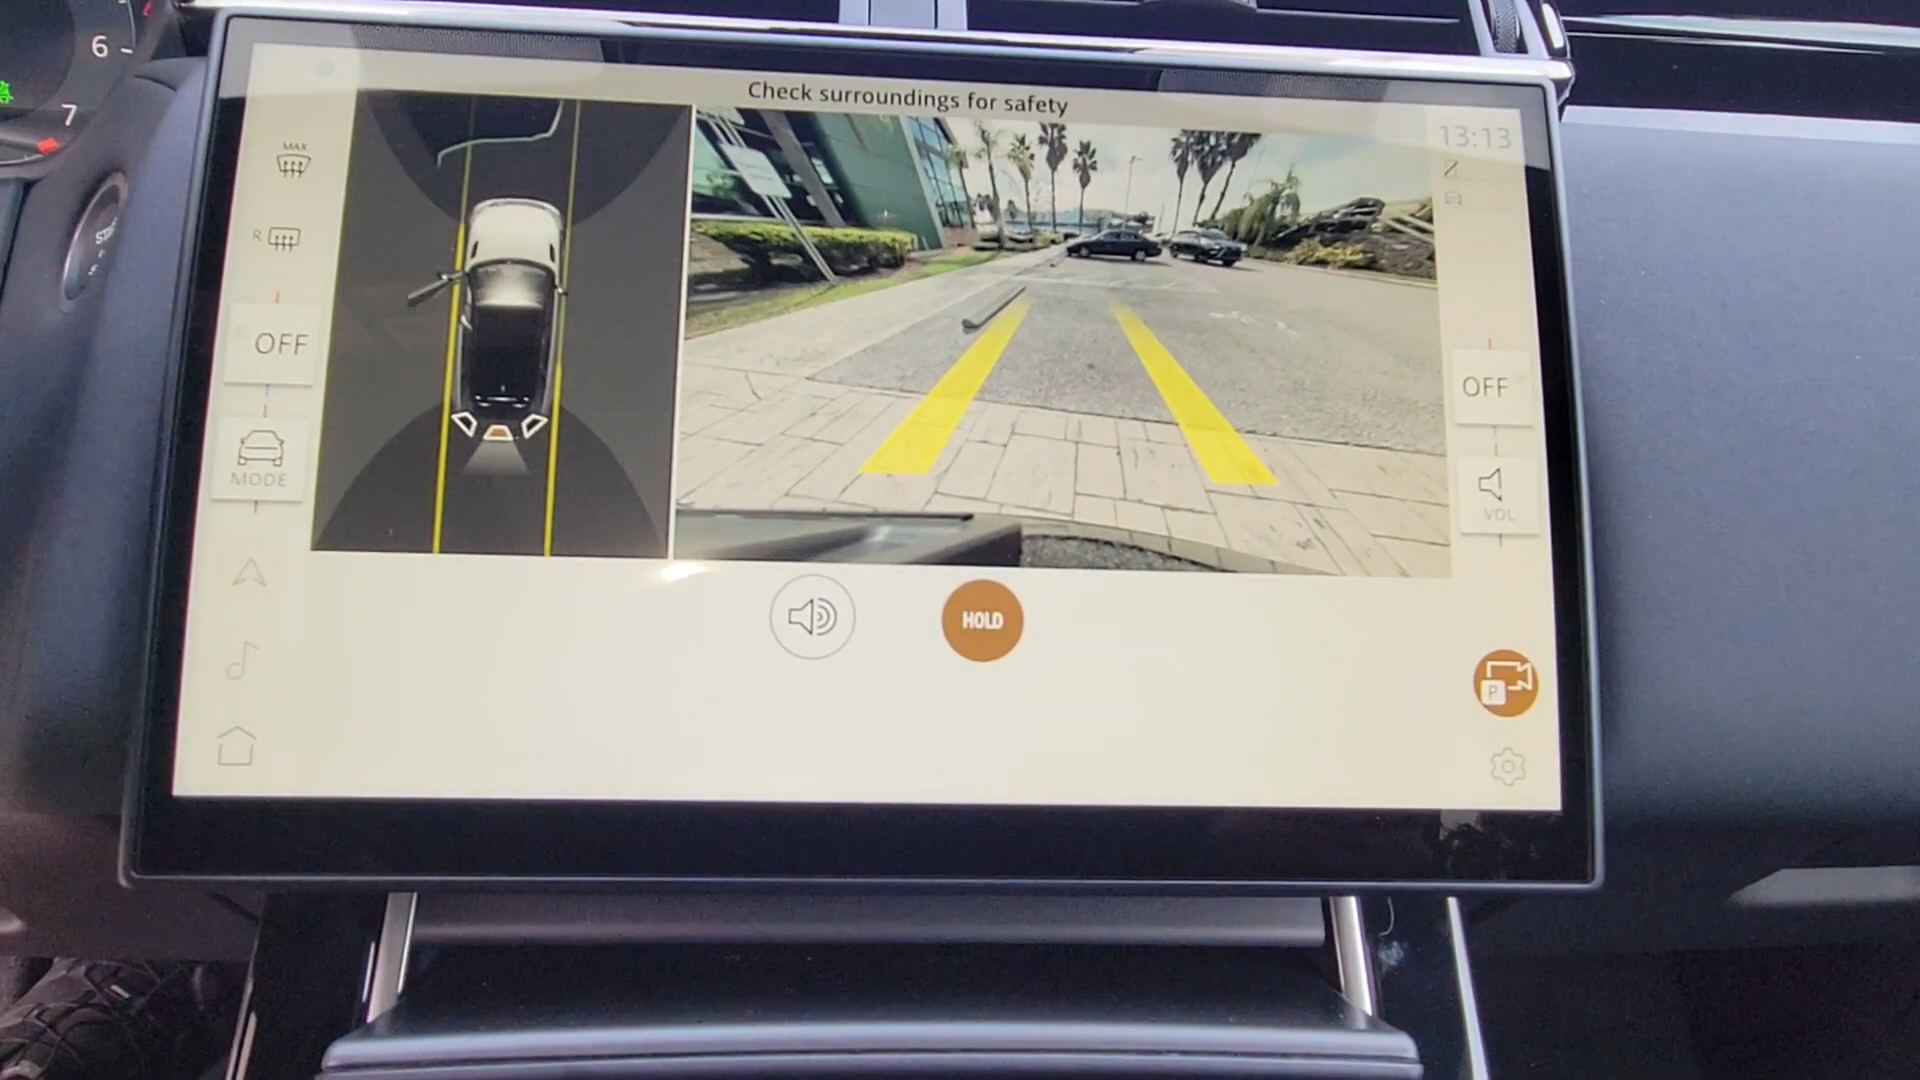 6
7
Check surroundings for safety
13:13
MAX
R
OFF
MODE
OFF
VOL
HOLD
P